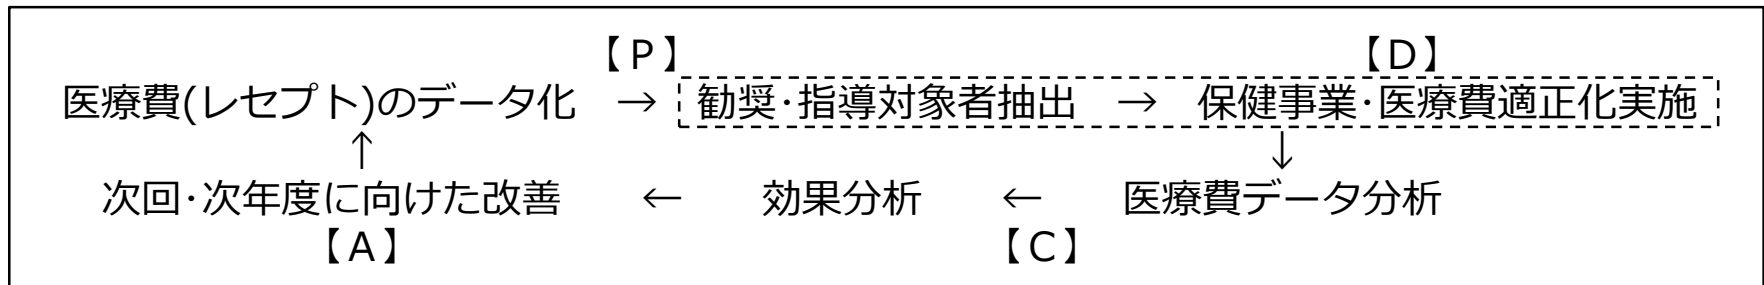 【P】 【D】
医療費(レセプト)のデータ化 → 勧奨･指導対象者抽出 → 保健事業･医療費適正化実施
↑ ↓
次回･次年度に向けた改善 ← 効果分析 ← 医療費データ分析
【A】 【C】